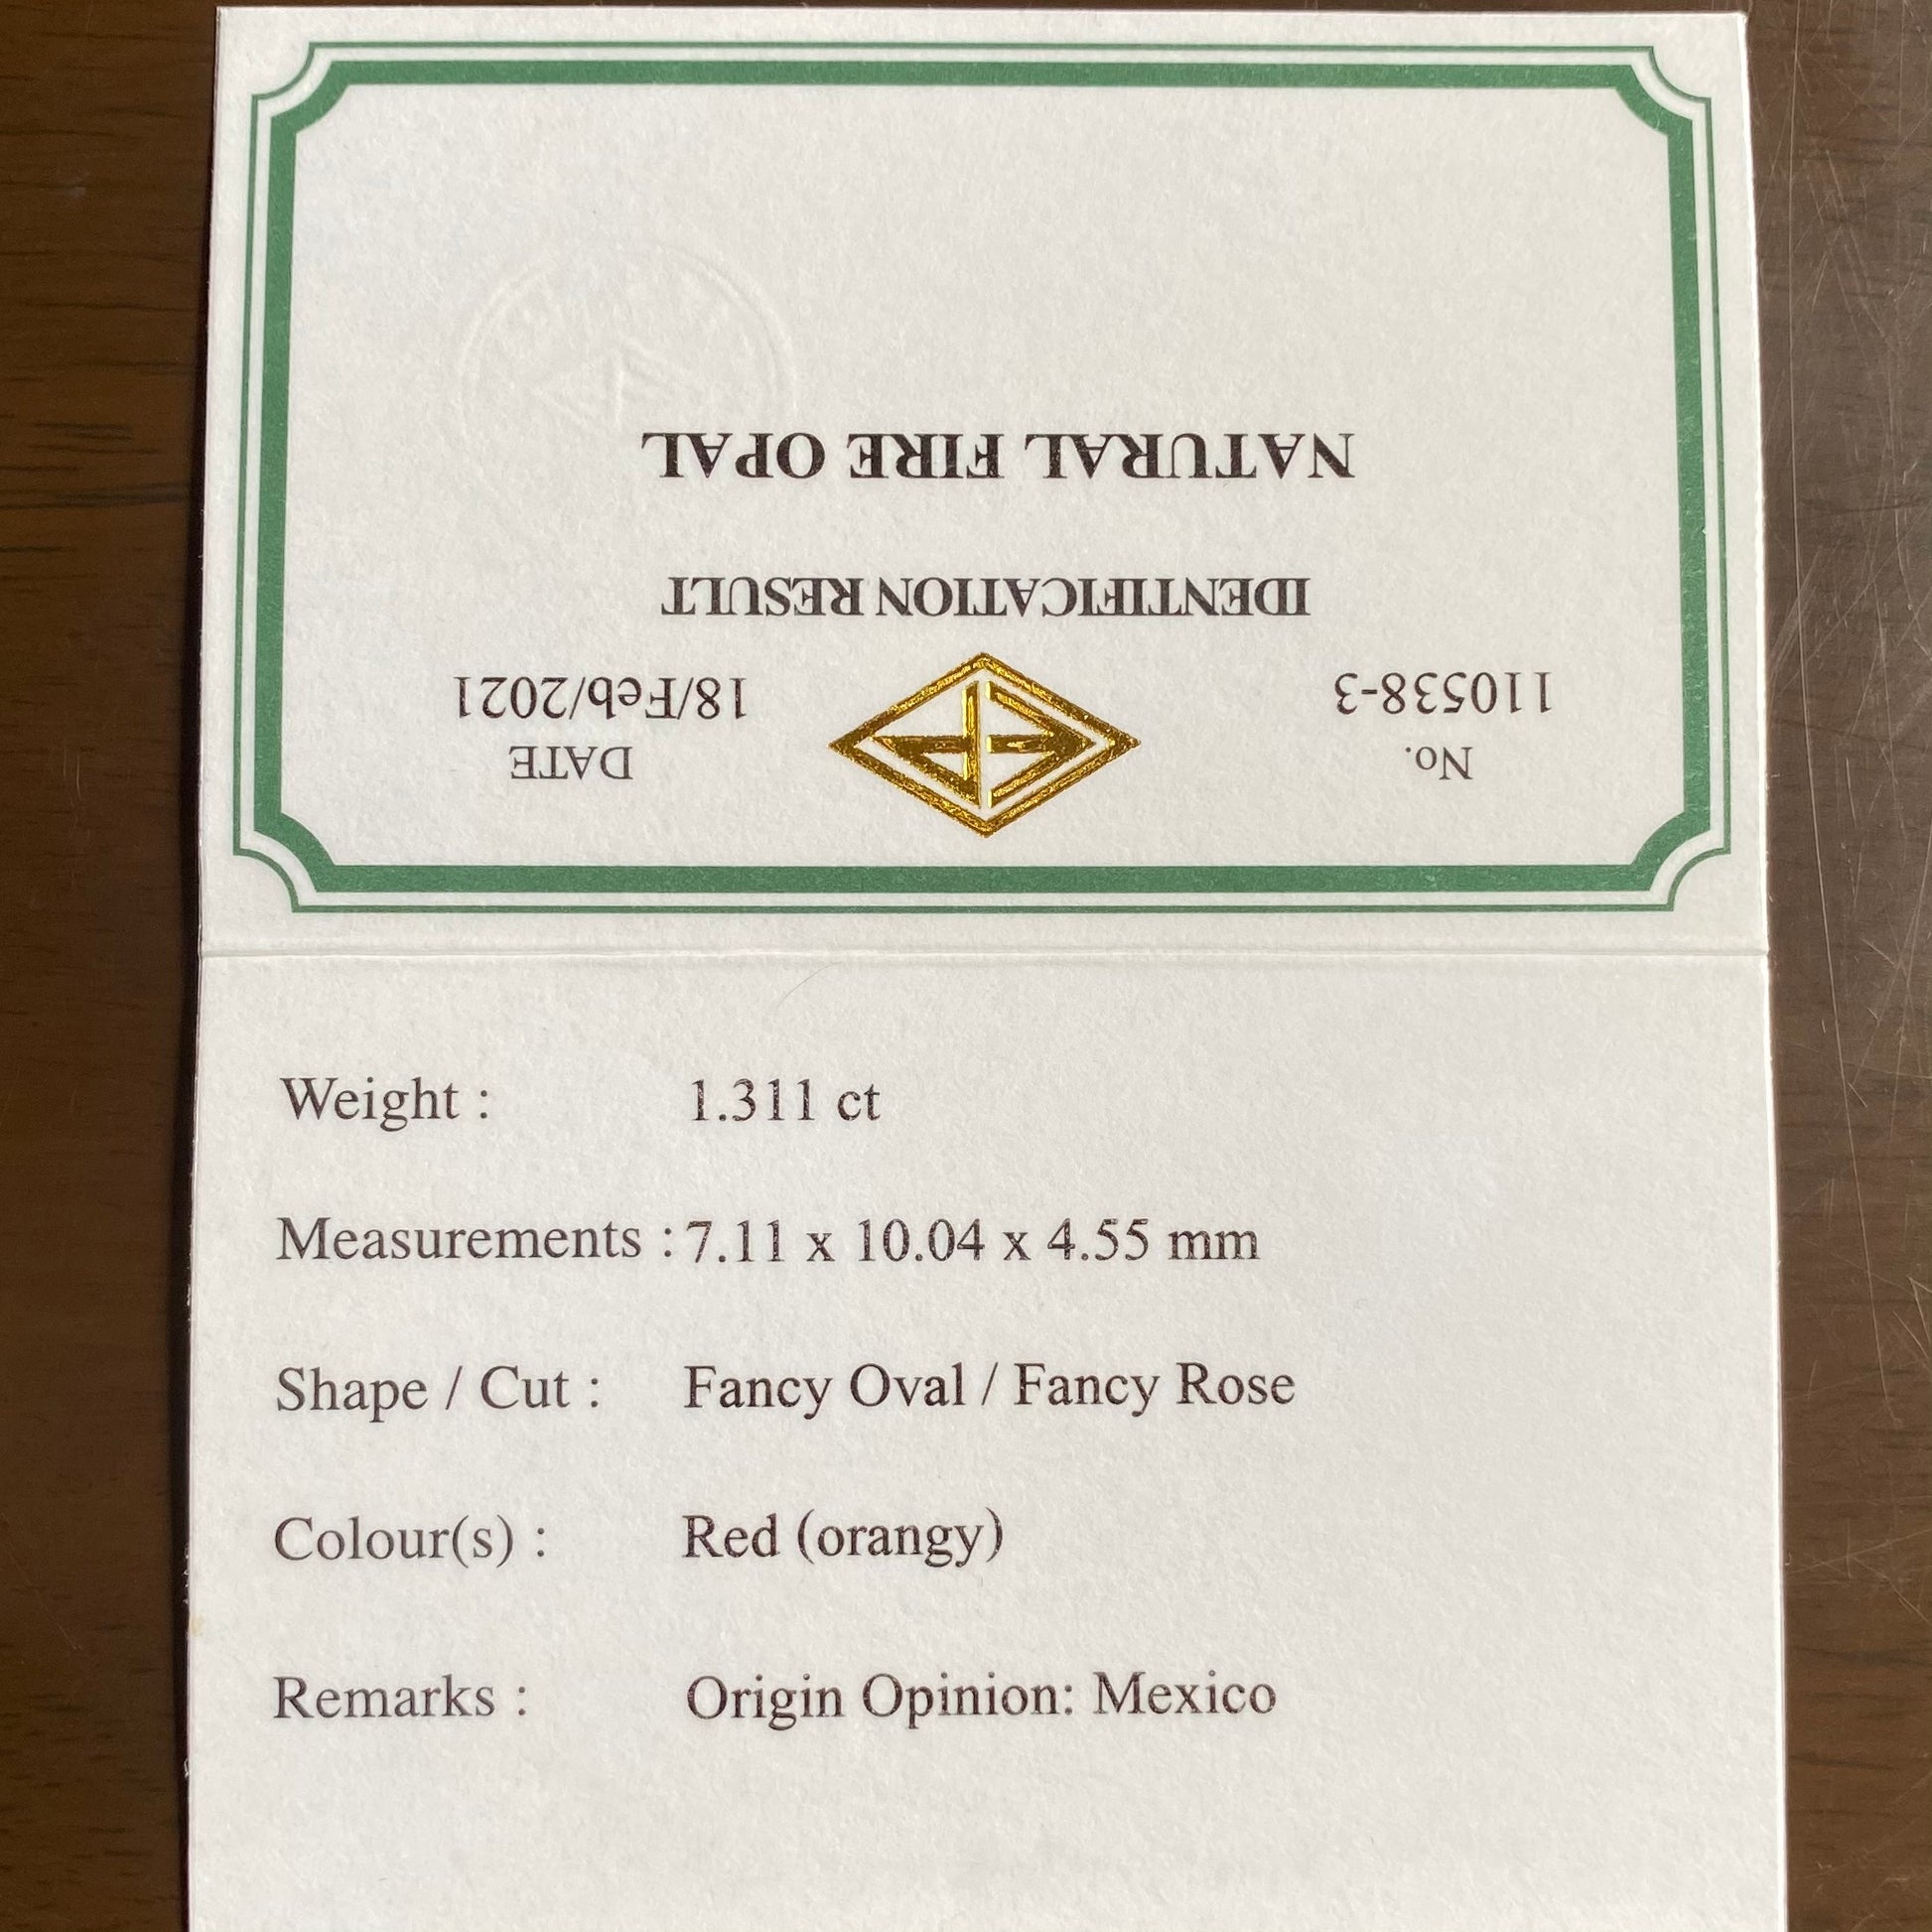 No.
DATE
110538-3
18/Feb/2021
IDENTIFICATION RESULT
NATURAL FIRE OPAL
Weight : 1.311 ct
Measurements : 7.11 x 10.04 x 4.55 mm
Shape / Cut : Fancy Oval / Fancy Rose
Colour(s) : Red (orangy)
Remarks : Origin Opinion: Mexico